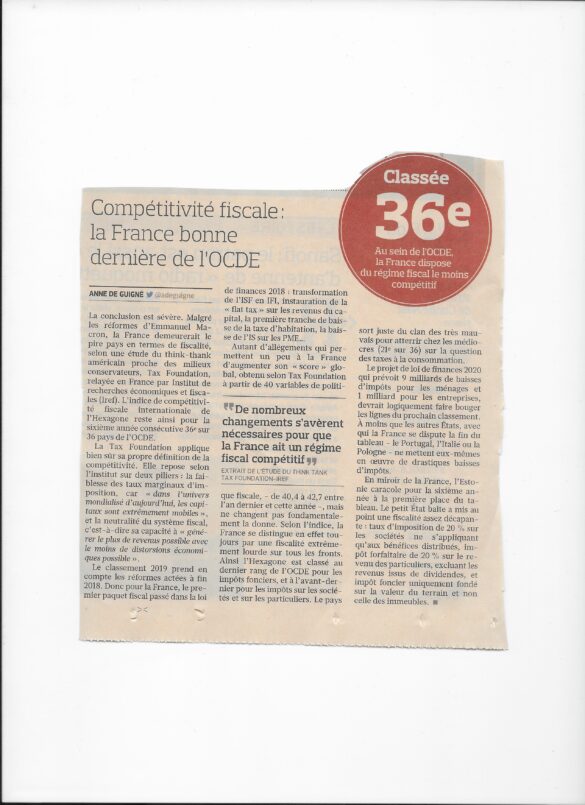 Classée
36e
Au sein de l'OCDE,
la France dispose
du régime fiscal le moins
compétitif
Compétitivité fiscale :
la France bonne
dernière de l'OCDE
ANNE DE GUIGNÉ @adeguigne
La conclusion est sévère. Malgré
les réformes d'Emmanuel Ma-
cron, la France demeurerait le
pire pays en termes de fiscalité,
selon une étude du think-thank
américain proche des milieux
conservateurs, Tax Foundation,
relayée en France par Institut de
recherches économiques et fisca-
les (Iref). L'indice de compétitivi-
té fiscale internationale de
l'Hexagone reste ainsi pour la
sixième année consécutive 36e sur
36 pays de l'OCDE.
La Tax Foundation applique
bien sûr sa propre définition de la
compétitivité. Elle repose selon
l'institut sur deux piliers : la fai-
blesse des taux marginaux d'im-
position, car « dans l'univers
mondialisé d'aujourd'hui, les capi-
taux sont extrêmement mobiles »,
et la neutralité du système fiscal,
c'est-à-dire sa capacité à « géné-
rer le plus de revenus possible avec
le moins de distorsions économi-
ques possible ».
Le classement 2019 prend en
compte les réformes actées à fin
2018. Donc pour la France, le pre-
mier paquet fiscal passé dans la loi
de finances 2018 - transformation
de l'ISF en IFI, instauration de la
« flat tax » sur les revenus du capi-
tal, la première tranche de baisse
de la taxe d'habitation, la bais-
se de l'IS sur les PME...
Autant d'allègements qui per-
mettent un peu à la France
d'augmenter son « score » glo-
bal, obtenu selon Tax Foundation
à partir de 40 variables de politi-
"De nombreux
changements s'avèrent
nécessaires pour que
la France ait un régime
fiscal compétitif"
EXTRAIT DE L'ÉTUDE DU THINK TANK
TAX FOUNDATION-IREF
que fiscale, - de 40,4 à 42,7 entre
l'an dernier et cette année -, mais
ne changent pas fondamentale-
ment la donne. Selon l'indice, la
France se distingue en effet tou-
jours par une fiscalité extrême-
ment lourde sur tous les fronts.
Ainsi l'Hexagone est classé au
dernier rang de l'OCDE pour les
impôts fonciers, et à l'avant-der-
nier pour les impôts sur les socié-
tés et sur les particuliers. Le pays
sort juste du clan des très mau-
vais pour atterrir chez les médio-
cres (21e sur 36) sur la question
des taxes à la consommation.
Le projet de loi de finances 2020
qui prévoit 9 milliards de baisses
d'impôts pour les ménages et
1 milliard pour les entreprises,
devrait logiquement faire bouger
les lignes du prochain classement.
À moins que les autres États, avec
qui la France se dispute la fin du
tableau - le Portugal, l'Italie ou la
Pologne - ne mettent eux-mêmes
en œuvre de drastiques baisses
d'impôts.
En miroir de la France, l'Esto-
nie caracole pour la sixième an-
née à la première place du ta-
bleau. Le petit État balte a mis au
point une fiscalité assez décapan-
te : taux d'imposition de 20 % sur
les sociétés ne s'appliquant
qu'aux bénéfices distribués, im-
pôt forfaitaire de 20 % sur le re-
venu des particuliers, excluant les
revenus issus de dividendes, et
impôt foncier uniquement fondé
sur la valeur du terrain et non
celle des immeubles. ■